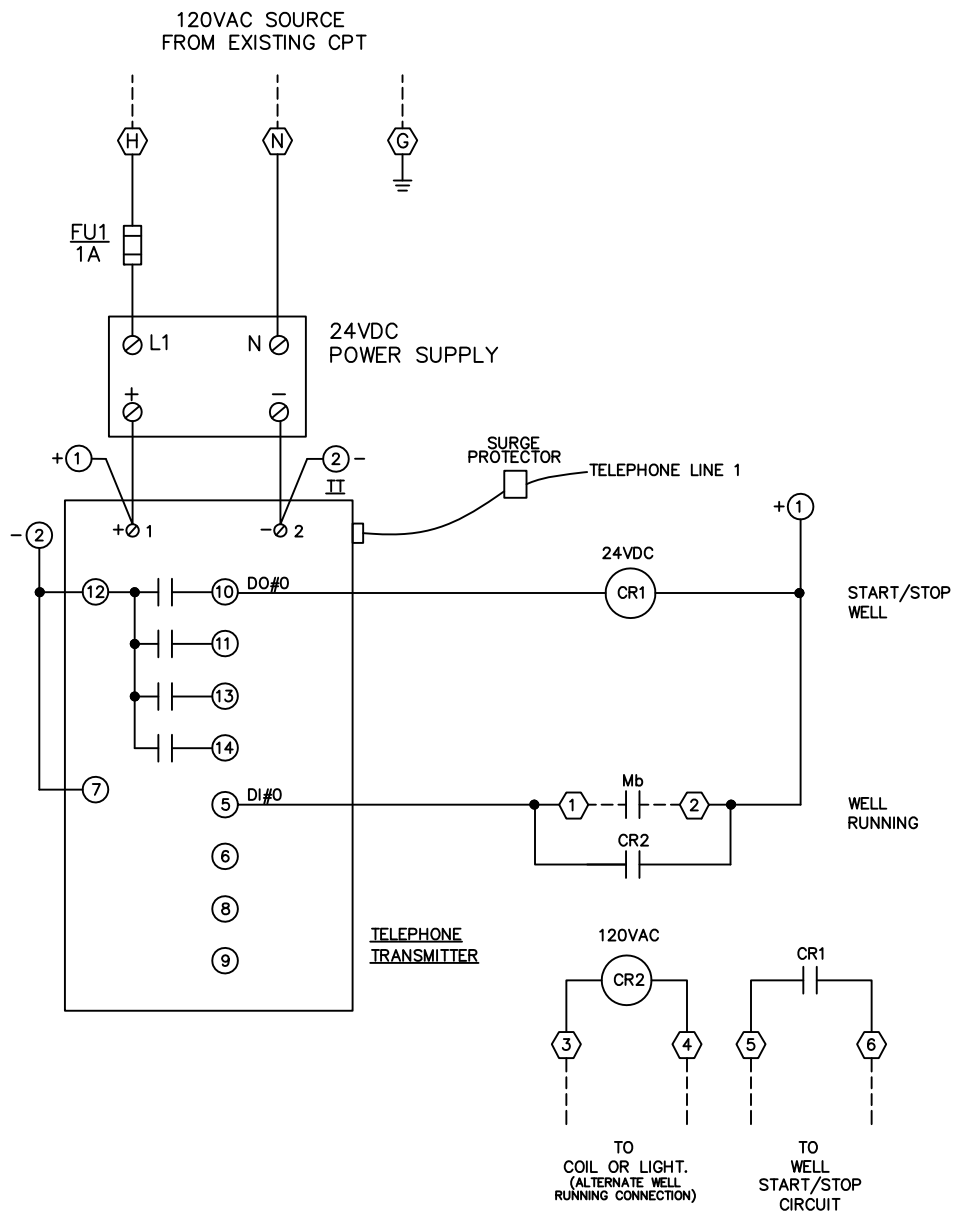 120VAC SOURCE
FROM EXISTING CPT
H
N
G
FU1
1A
L1
N
24VDC
POWER SUPPLY
+
−
+ 1
2 -
TT
SURGE
PROTECTOR
TELEPHONE LINE 1
+ 1
- 2
+ 1
- 2
12
10 DO#0
24VDC
CR1
START/STOP
WELL
11
13
14
7
5 DI#0
1
Mb
2
WELL
RUNNING
CR2
6
8
9
TELEPHONE
TRANSMITTER
120VAC
CR2
CR1
3
4
5
6
TO
COIL OR LIGHT.
(ALTERNATE WELL
RUNNING CONNECTION)
TO
WELL
START/STOP
CIRCUIT